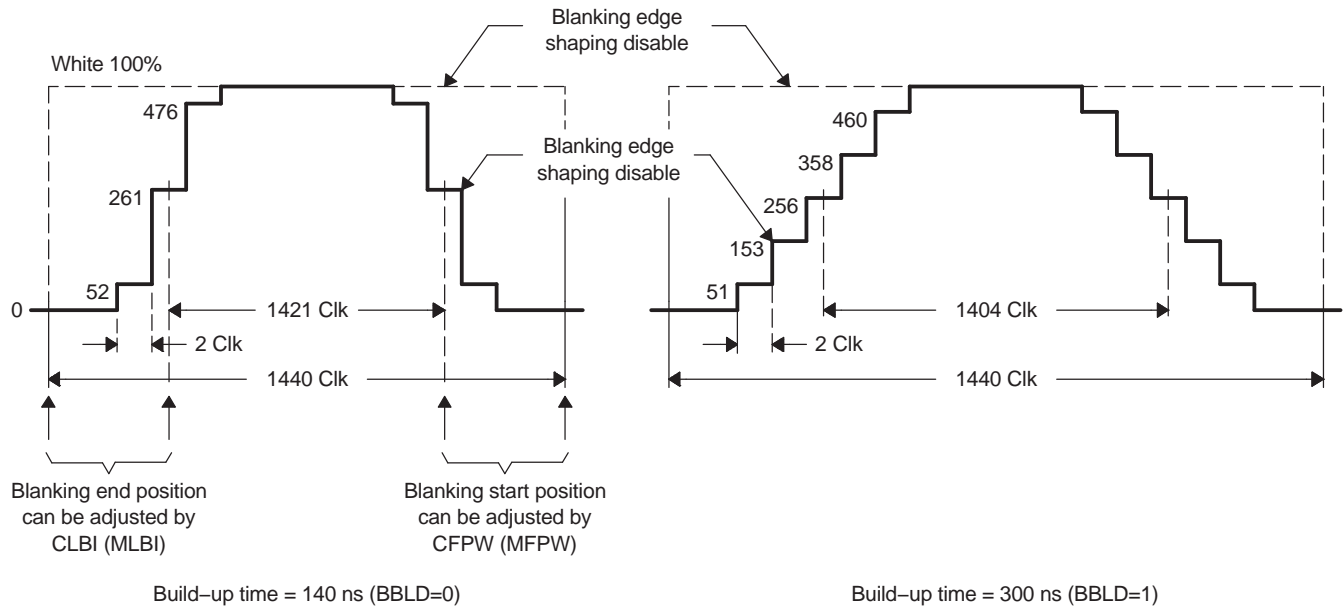 Blanking edge
shaping disable
White 100%
476
460
Blanking edge
shaping disable
358
261
256
153
52
51
0
1421 Clk
1404 Clk
2 Clk
2 Clk
1440 Clk
1440 Clk
Blanking end position
can be adjusted by
CLBI (MLBI)
Blanking start position
can be adjusted by
CFPW (MFPW)
Build–up time = 140 ns (BBLD=0)
Build–up time = 300 ns (BBLD=1)